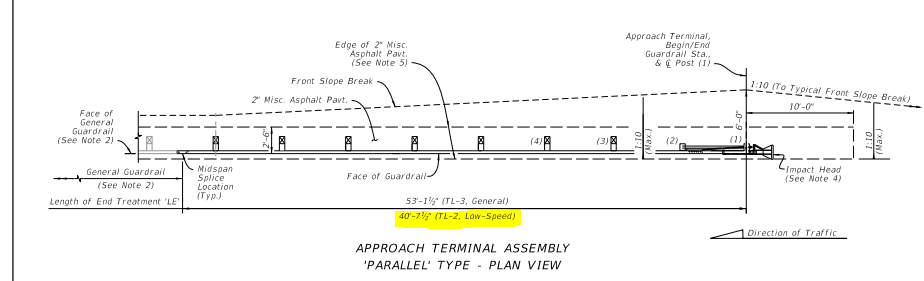 Edge of 2" Misc.
Asphalt Pavt.
(See Note 5)
Approach Terminal,
Begin/End
Guardrail Sta.,
& ℄ Post (1)
Front Slope Break
1:10 (To Typical Front Slope Break)
2" Misc. Asphalt Pavt.
10'-0"
Face of
General
Guardrail
(See Note 2)
2'-6"
(4)
(3)
1:10
(Max.)
(2)
(1)
6'-0"
1:10
(Max.)
General Guardrail
(See Note 2)
Midspan
Splice
Location
(Typ.)
Face of Guardrail
Impact Head
(See Note 4)
Length of End Treatment 'LE'
53'-1½" (TL-3, General)
40'-7½" (TL-2, Low-Speed)
Direction of Traffic
APPROACH TERMINAL ASSEMBLY
'PARALLEL' TYPE - PLAN VIEW